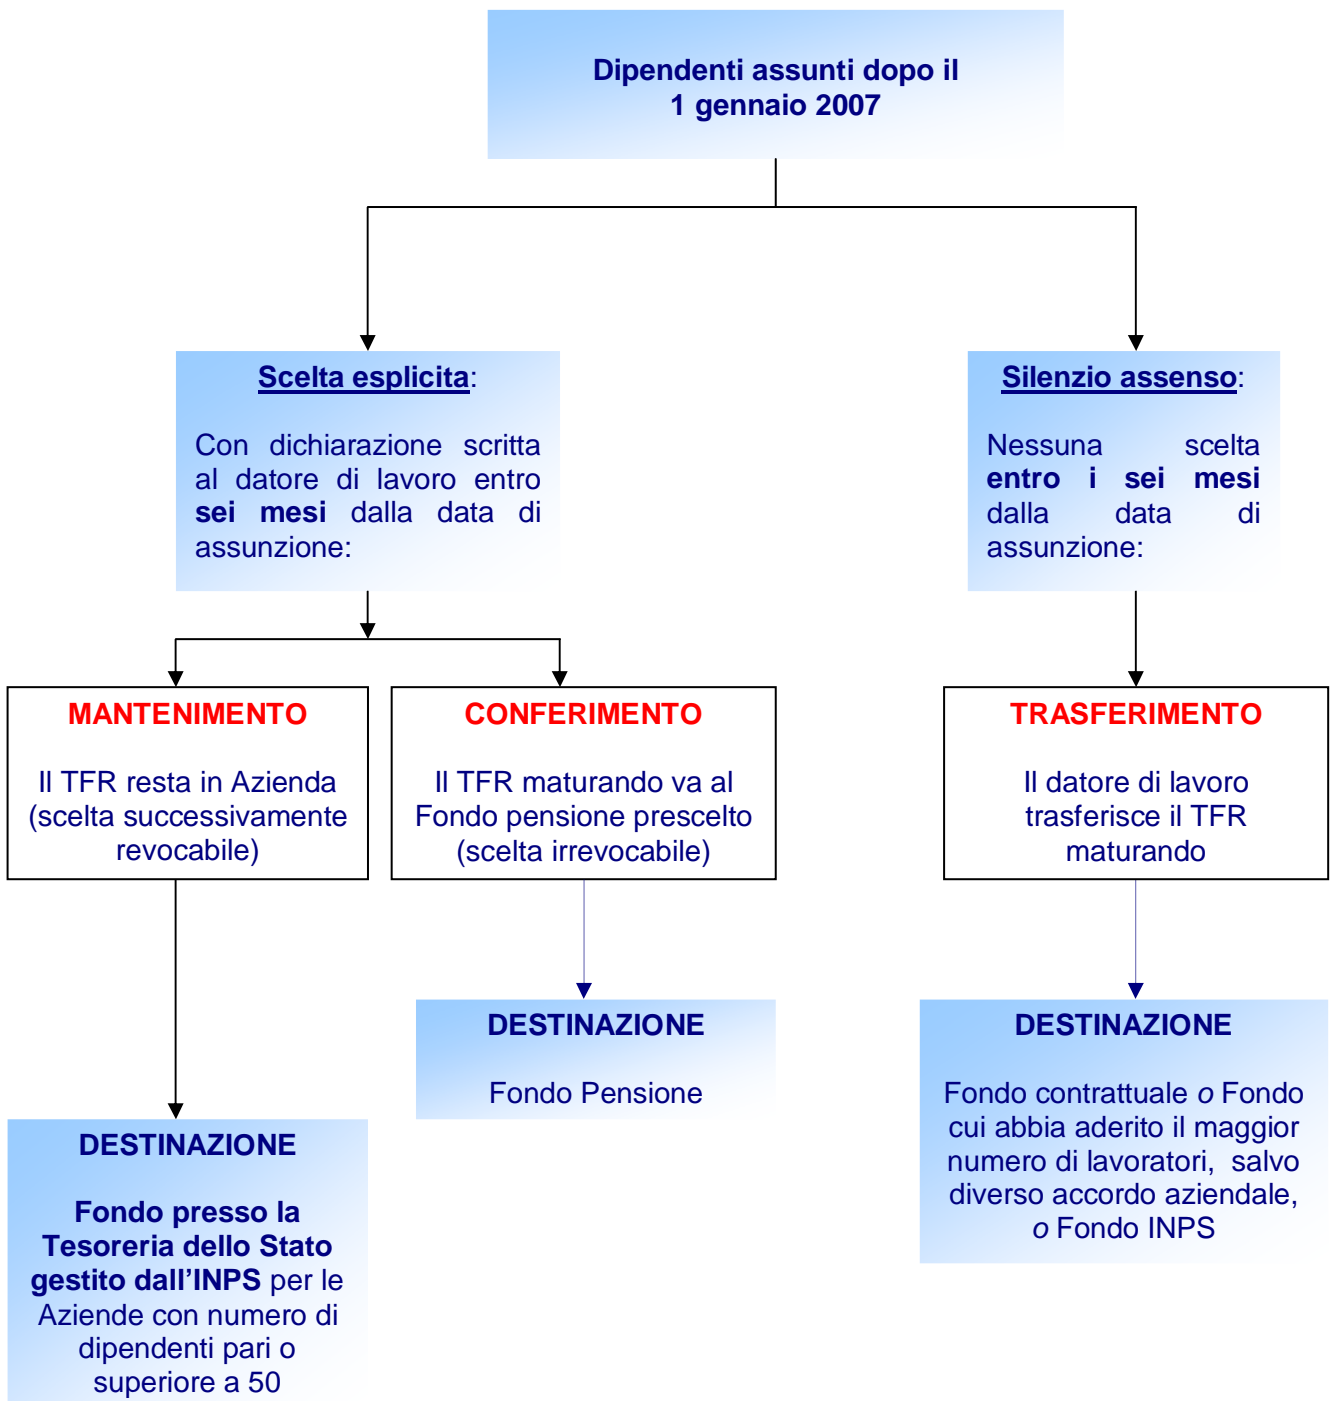 Dipendenti assunti dopo il
1 gennaio 2007
Scelta esplicita:
Con dichiarazione scritta
al datore di lavoro entro
sei mesi dalla data di
assunzione:
Silenzio assenso:
Nessuna scelta
entro i sei mesi
dalla data di
assunzione:
MANTENIMENTO
Il TFR resta in Azienda
(scelta successivamente
revocabile)
CONFERIMENTO
Il TFR maturando va al
Fondo pensione prescelto
(scelta irrevocabile)
TRASFERIMENTO
Il datore di lavoro
trasferisce il TFR
maturando
DESTINAZIONE
Fondo presso la
Tesoreria dello Stato
gestito dall'INPS per le
Aziende con numero di
dipendenti pari o
superiore a 50
DESTINAZIONE
Fondo Pensione
DESTINAZIONE
Fondo contrattuale o Fondo
cui abbia aderito il maggior
numero di lavoratori, salvo
diverso accordo aziendale,
o Fondo INPS